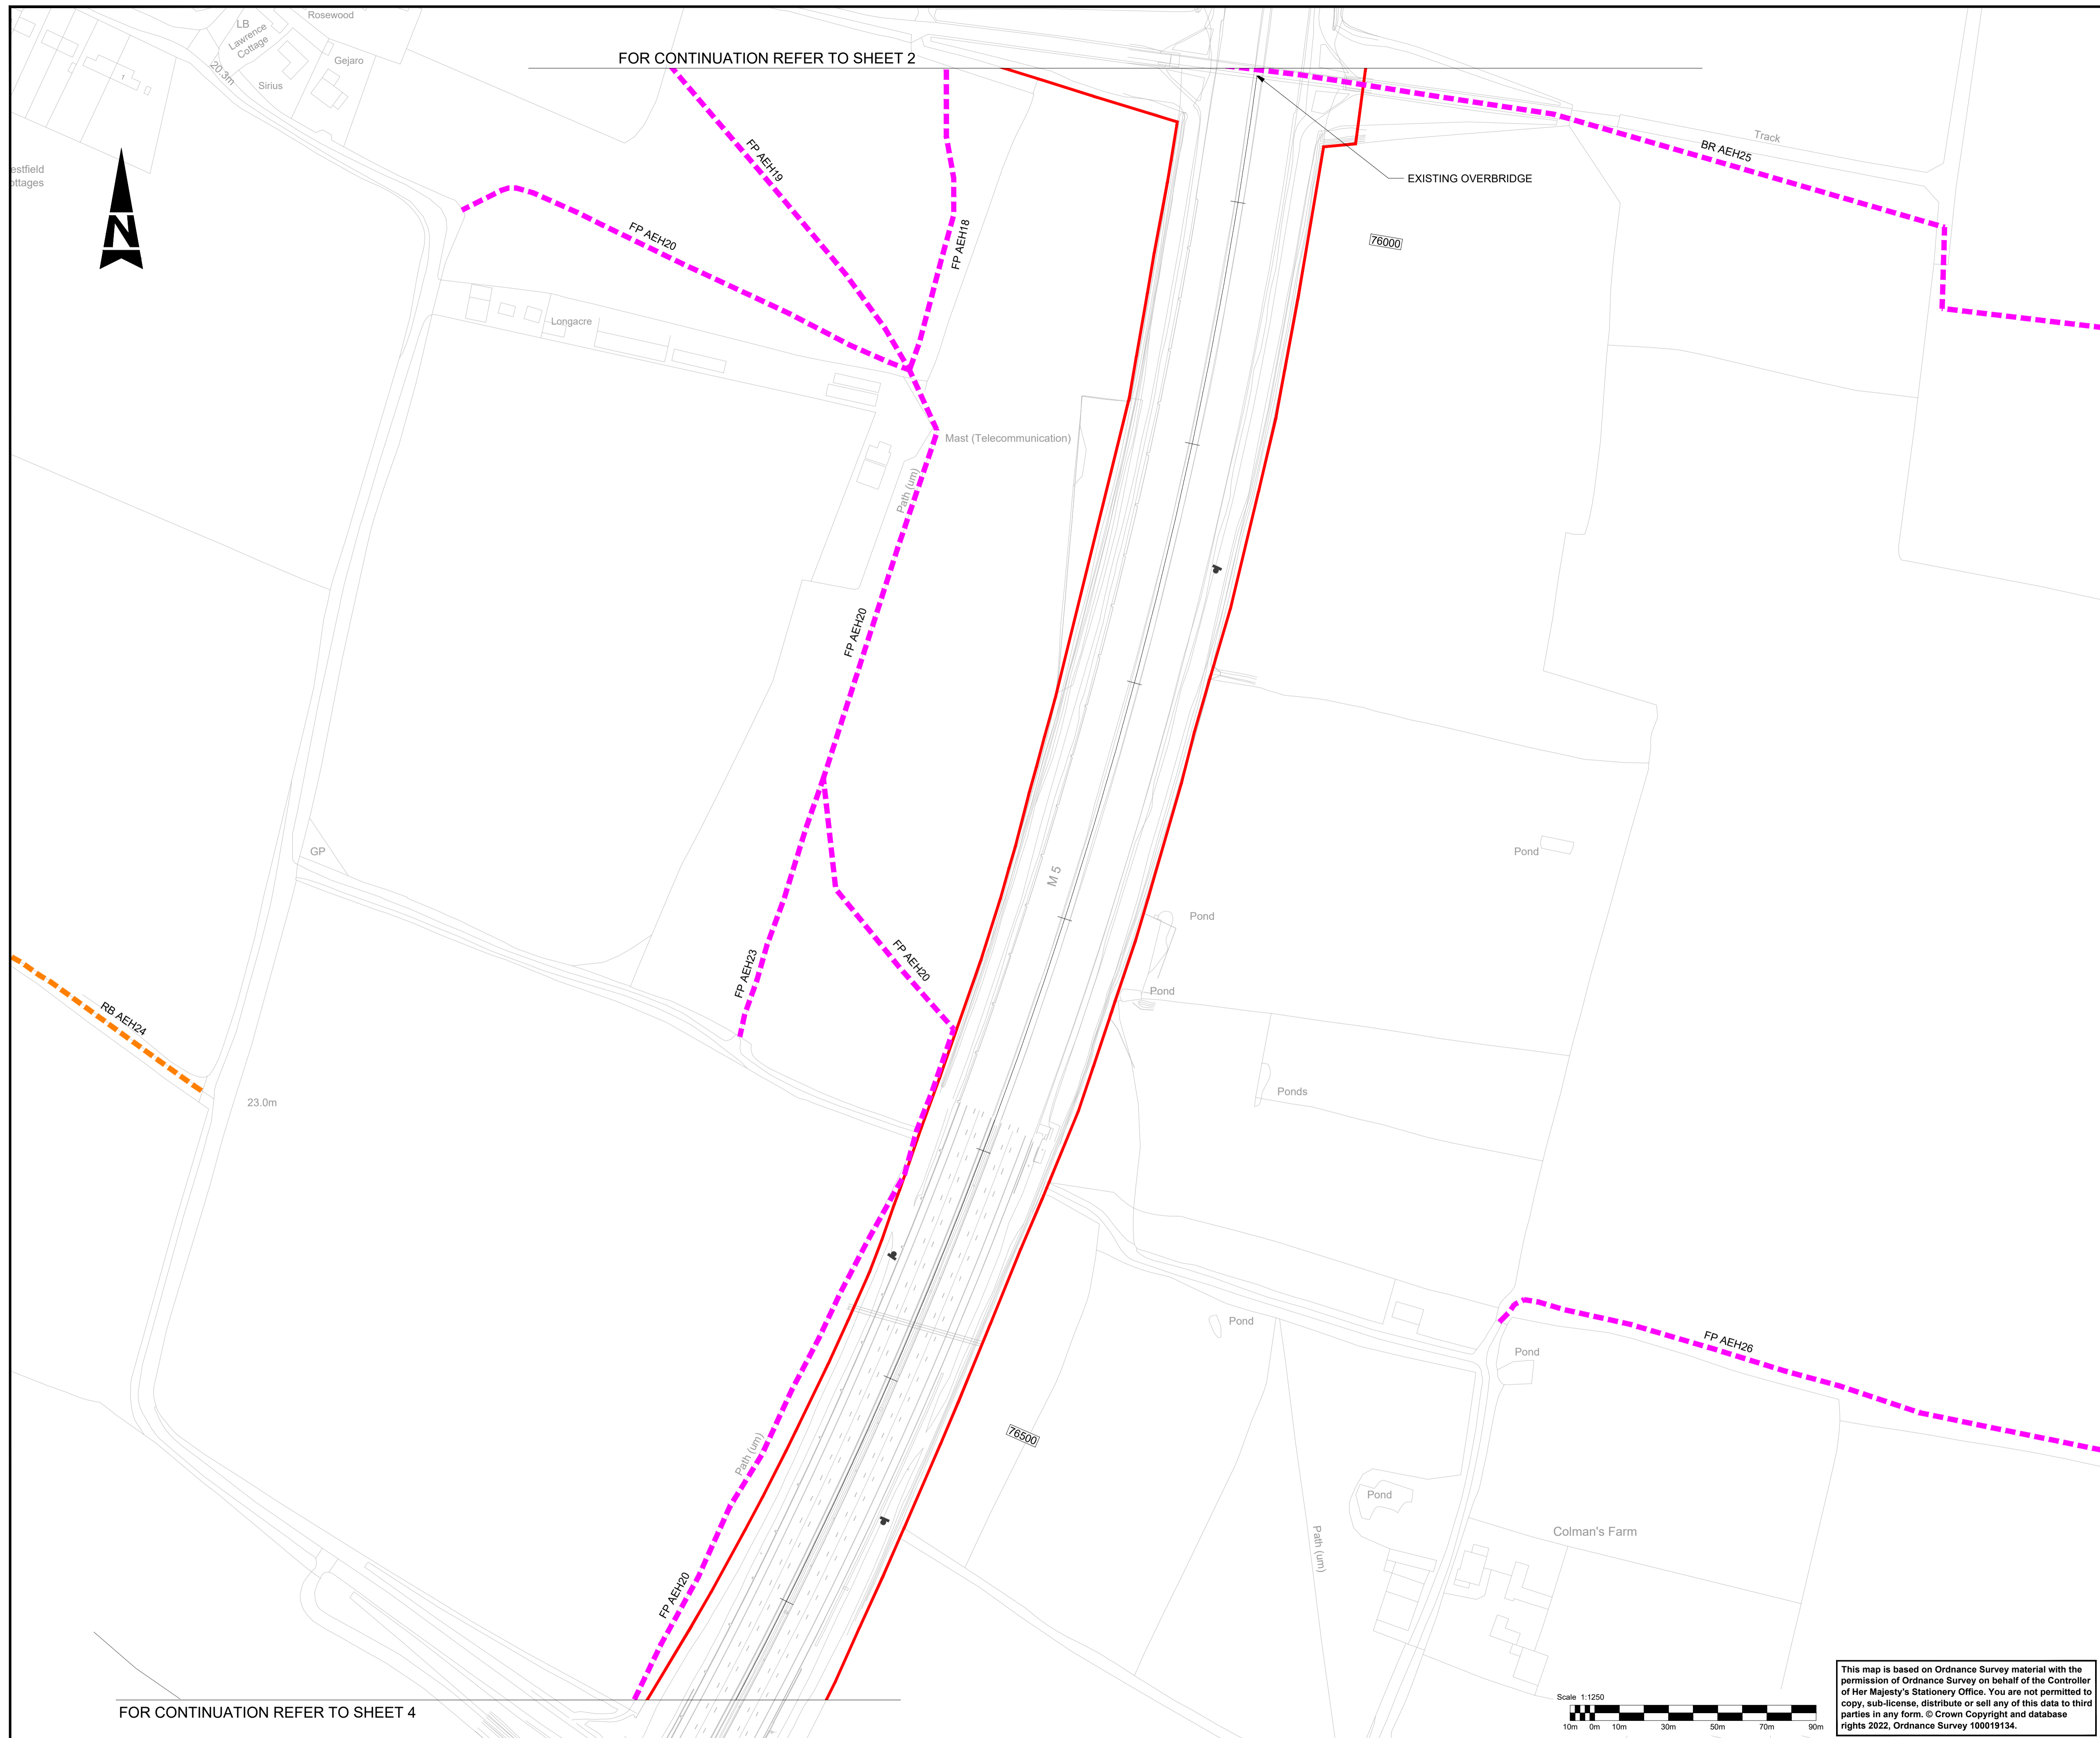 Rosewood
LB
Lawrence
Cottage
20.3m
Gejaro
Sirius
FOR CONTINUATION REFER TO SHEET 2
Track
BR AEH25
estfield
ottages
N
FP AEH19
EXISTING OVERBRIDGE
FP AEH20
FP AEH18
76000
Longacre
Mast (Telecommunication)
Path (um)
FP AEH20
GP
M 5
Pond
Pond
FP AEH20
FP AEH23
Pond
RB AEH24
23.0m
Ponds
Pond
FP AEH26
Pond
76500
Path (um)
Pond
Colman's Farm
Path (um)
FP AEH20
FOR CONTINUATION REFER TO SHEET 4
Scale 1:1250
10m 0m 10m 30m 50m 70m 90m
This map is based on Ordnance Survey material with the
permission of Ordnance Survey on behalf of the Controller
of Her Majesty's Stationery Office. You are not permitted to
copy, sub-license, distribute or sell any of this data to third
parties in any form. © Crown Copyright and database
rights 2022, Ordnance Survey 100019134.